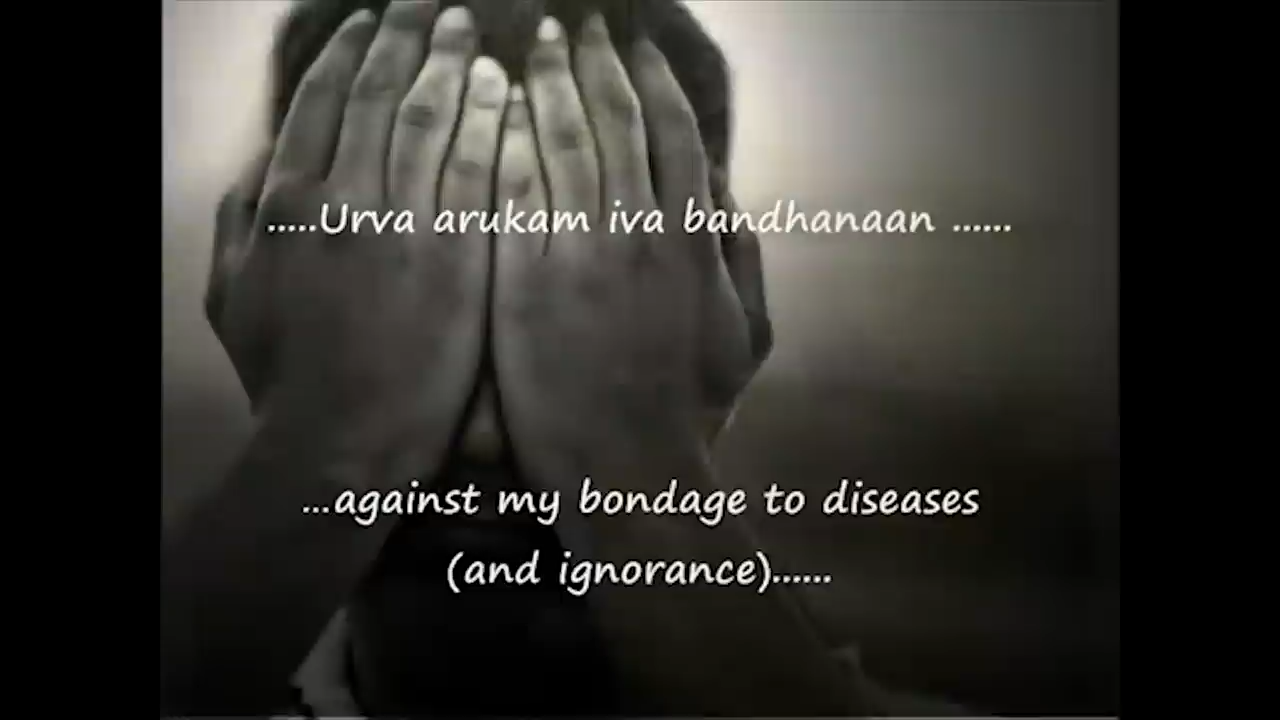 .....Urva arukam iva bandhanaan ......
...against my bondage to diseases
(and ignorance)......